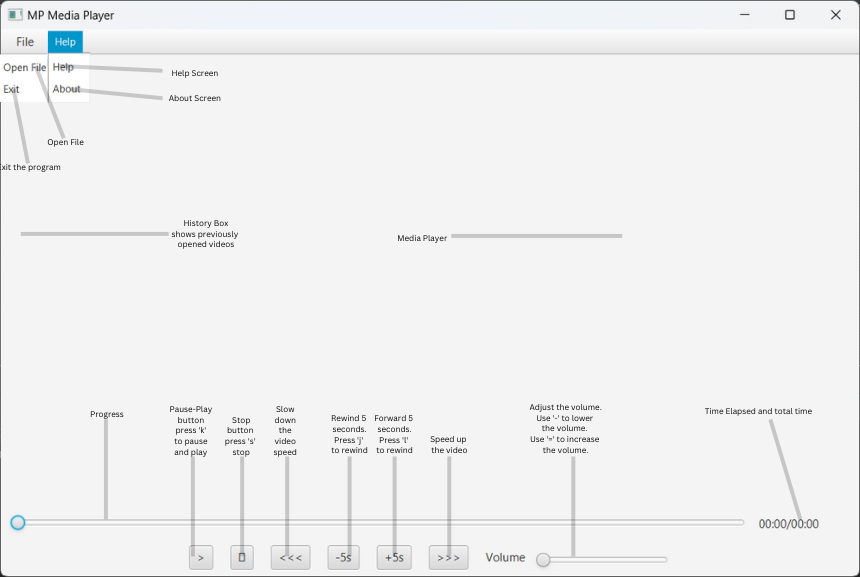 MP Media Player
File Help
Open File Help
Exit About
Help Screen
About Screen
Open File
xit the program
History Box
shows previously
opened videos
Media Player
Progress
Pause-Play
button
press 'k'
to pause
and play
Stop
button
press 's'
stop
Slow
down
the
video
speed
Rewind 5
seconds.
Press 'j'
to rewind
Forward 5
seconds.
Press 'l'
to rewind
Speed up
the video
Adjust the volume.
Use '-' to lower
the volume.
Use '=' to increase
the volume.
Time Elapsed and total time
00:00/00:00
> <<< -5s +5s >>> Volume